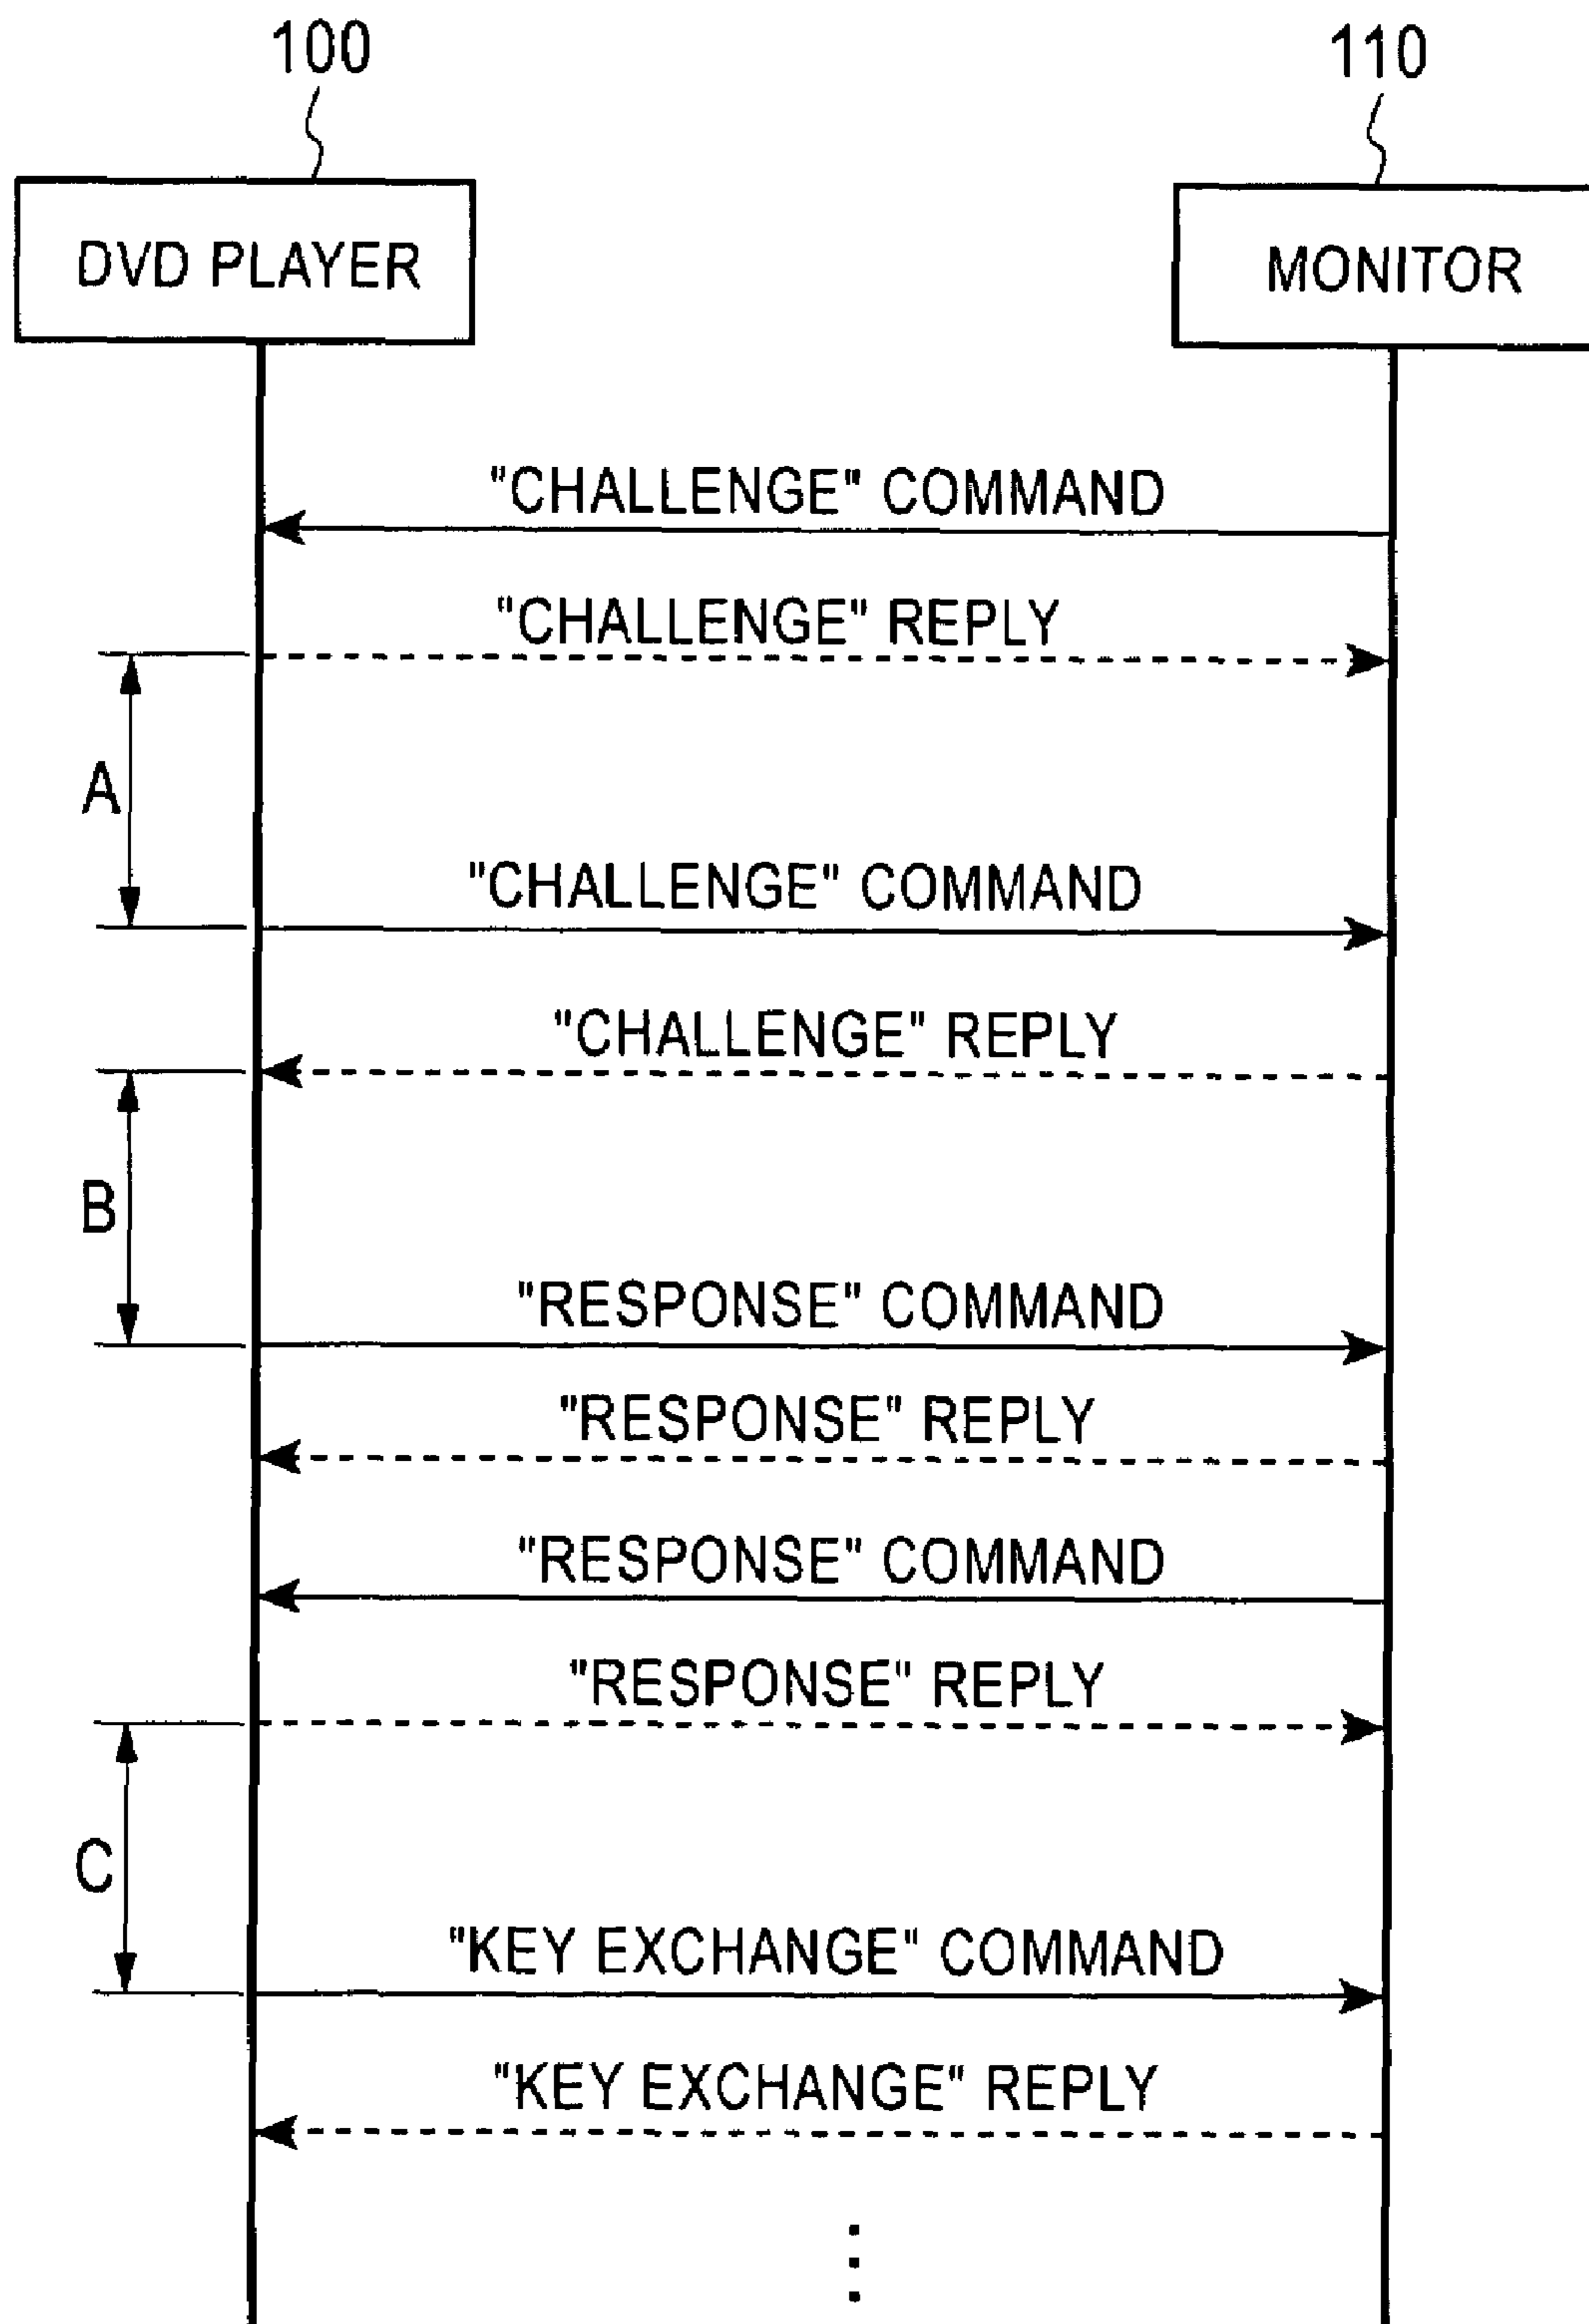 100
110
DVD PLAYER
MONITOR
"CHALLENGE" COMMAND
"CHALLENGE" REPLY
A
"CHALLENGE" COMMAND
"CHALLENGE" REPLY
B
"RESPONSE" COMMAND
"RESPONSE" REPLY
"RESPONSE" COMMAND
"RESPONSE" REPLY
C
"KEY EXCHANGE" COMMAND
"KEY EXCHANGE" REPLY